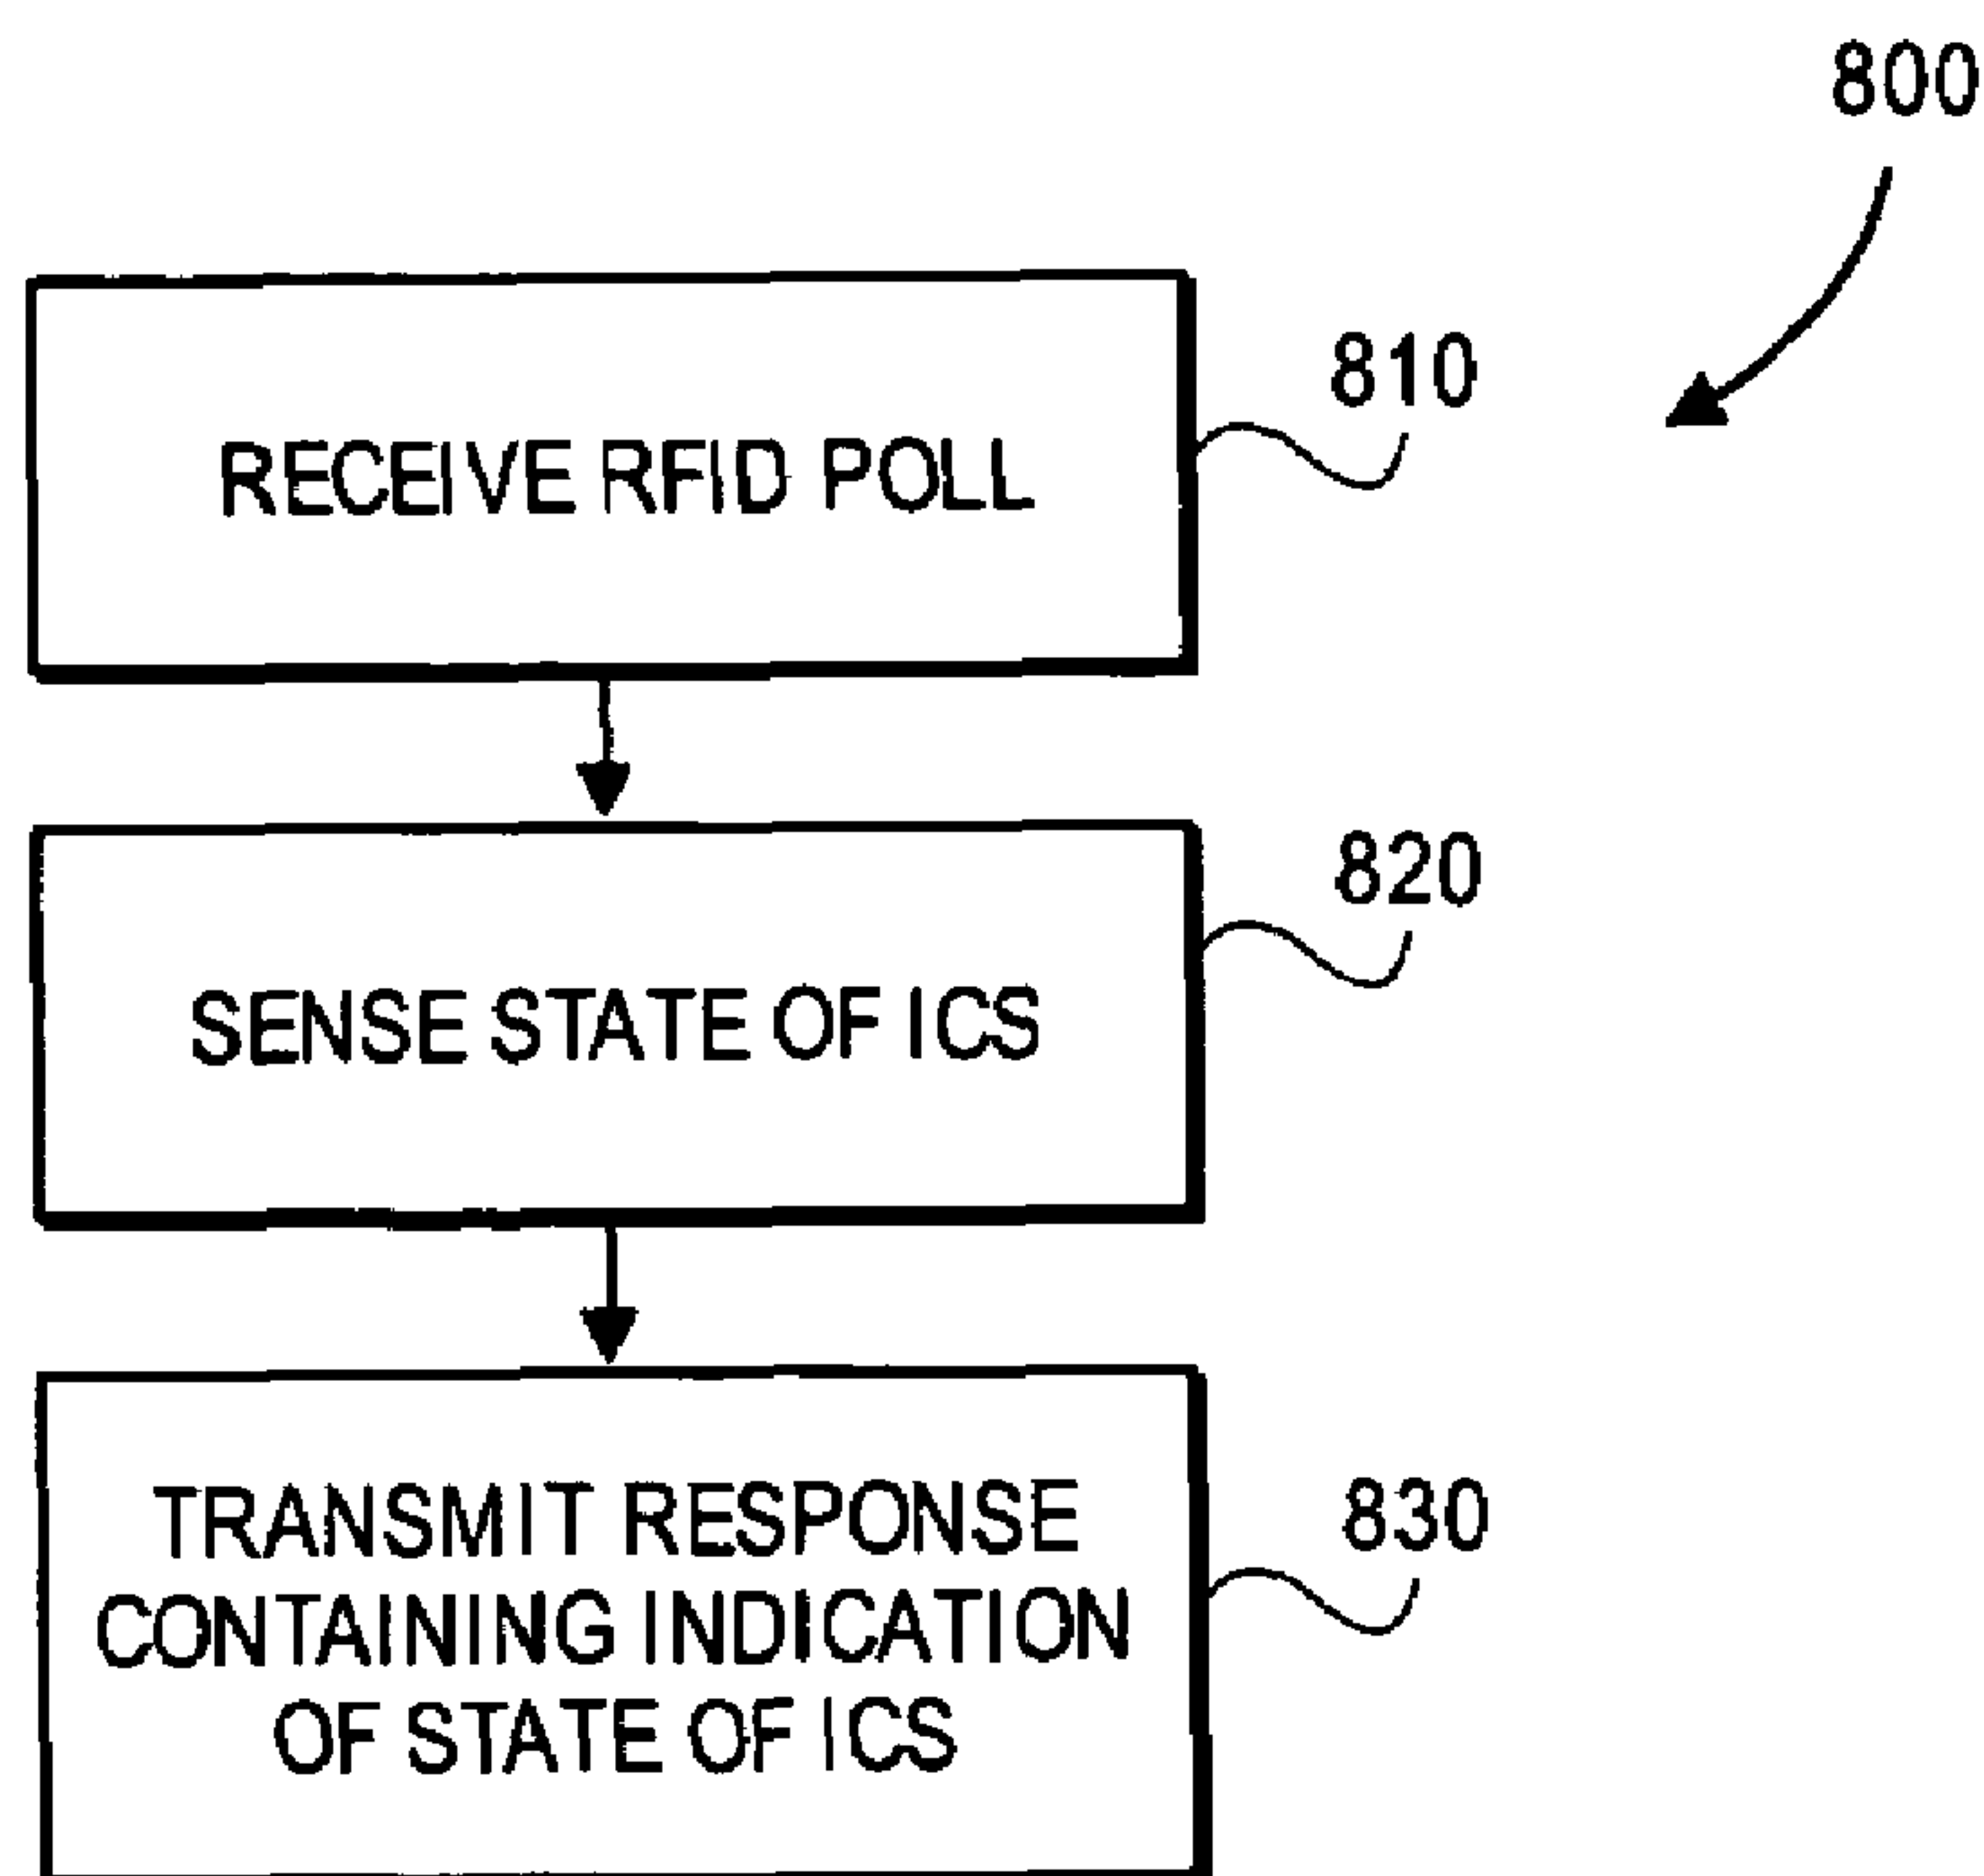 800
RECEIVE RFID POLL
810
SENSE STATE OF ICS
820
TRANSMIT RESPONSE
CONTAINING INDICATION
OF STATE OF ICS
830